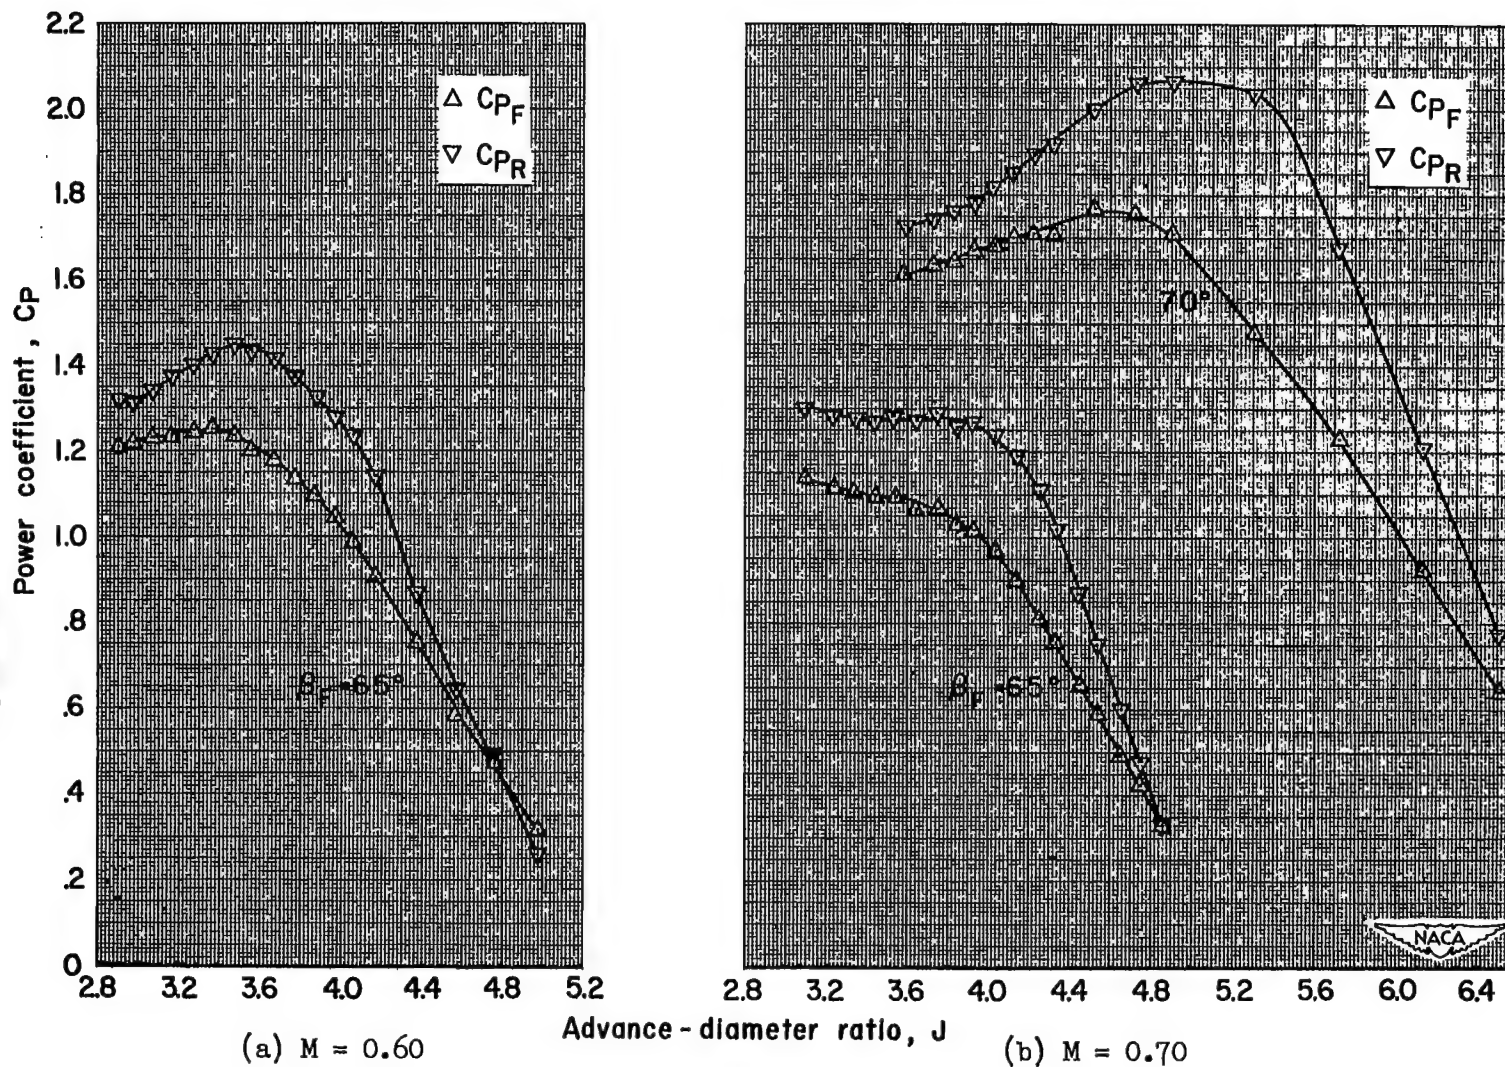 2.2
2.0
1.8
1.6
1.4
1.2
1.0
.8
.6
.4
.2
0
Power coefficient, CP
△ CPF
▽ CPR
βF=65°
2.8 3.2 3.6 4.0 4.4 4.8 5.2
(a) M = 0.60
△ CPF
▽ CPR
70°
βF=65°
NACA
2.8 3.2 3.6 4.0 4.4 4.8 5.2 5.6 6.0 6.4
Advance-diameter ratio, J
(b) M = 0.70